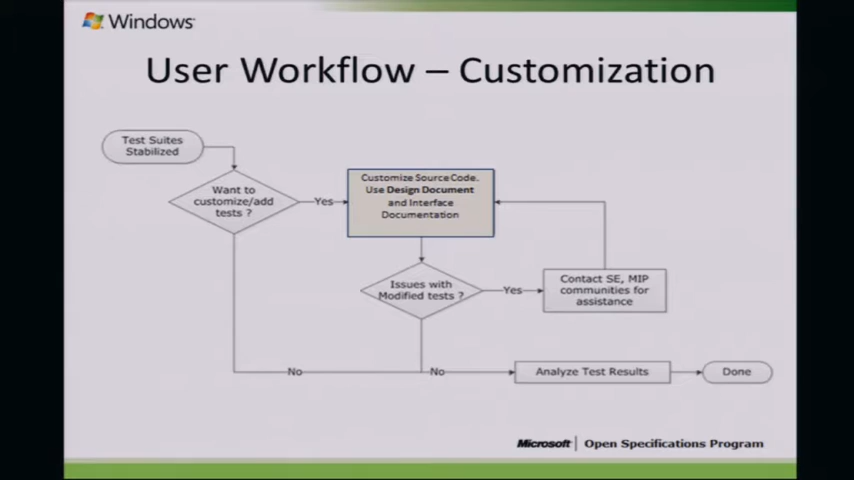 Windows
User Workflow – Customization
Test Suites
Stabilized
Want to
customize/add
tests ?
Yes
Customize Source Code.
Use Design Document
and Interface
Documentation
Issues with
Modified tests ?
Yes
Contact SE, MIP
communities for
assistance
No
No
Analyze Test Results
Done
Microsoft | Open Specifications Program